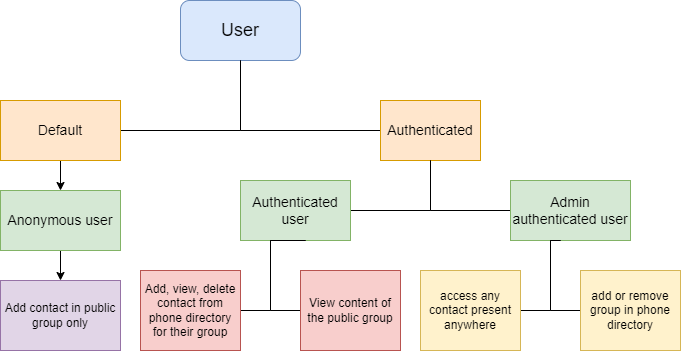 User
Default
Authenticated
Anonymous user
Authenticated
user
Admin
authenticated user
Add contact in public
group only
Add, view, delete
contact from
phone directory
for their group
View content of
the public group
access any
contact present
anywhere
add or remove
group in phone
directory